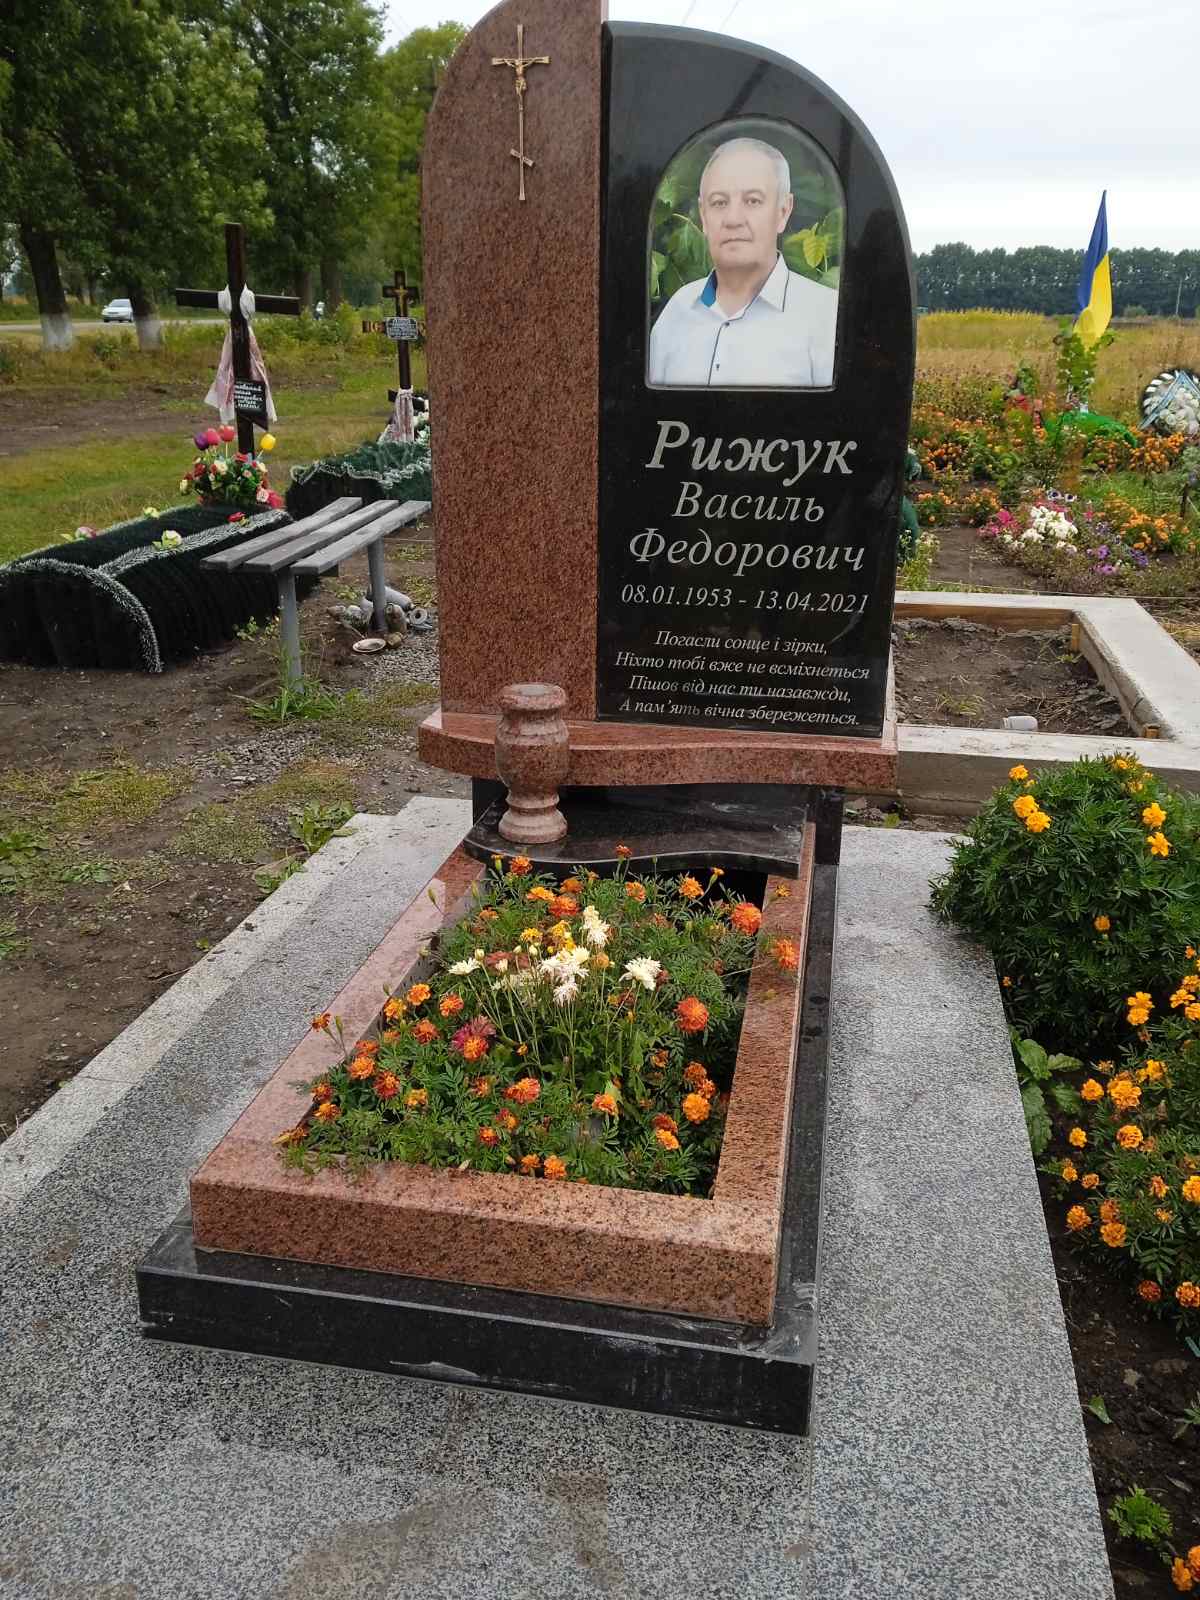 Рижук
Василь
Федорович
08.01.1953 - 13.04.2021
Погасли сонце і зірки,
Ніхто тобі вже не всміхнеться
Пішов від нас ти назавжди,
А пам'ять вічна збережеться.